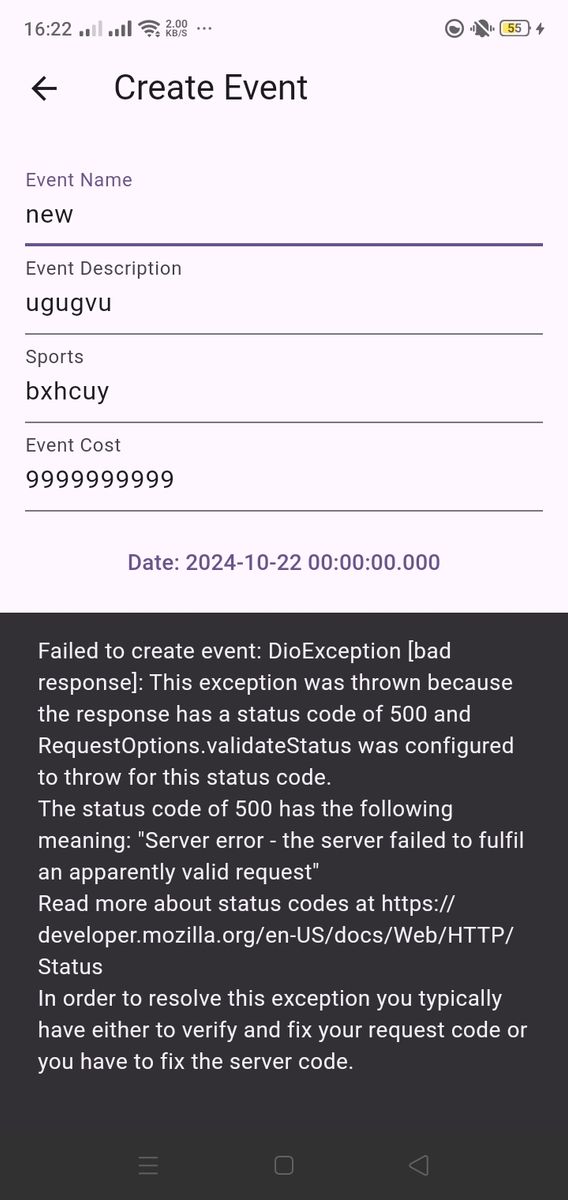 16:22 2.00 KB/S ... 55
Create Event
Event Name
new
Event Description
ugugvu
Sports
bxhcuy
Event Cost
9999999999
Date: 2024-10-22 00:00:00.000
Failed to create event: DioException [bad
response]: This exception was thrown because
the response has a status code of 500 and
RequestOptions.validateStatus was configured
to throw for this status code.
The status code of 500 has the following
meaning: "Server error - the server failed to fulfil
an apparently valid request"
Read more about status codes at https://
developer.mozilla.org/en-US/docs/Web/HTTP/
Status
In order to resolve this exception you typically
have either to verify and fix your request code or
you have to fix the server code.